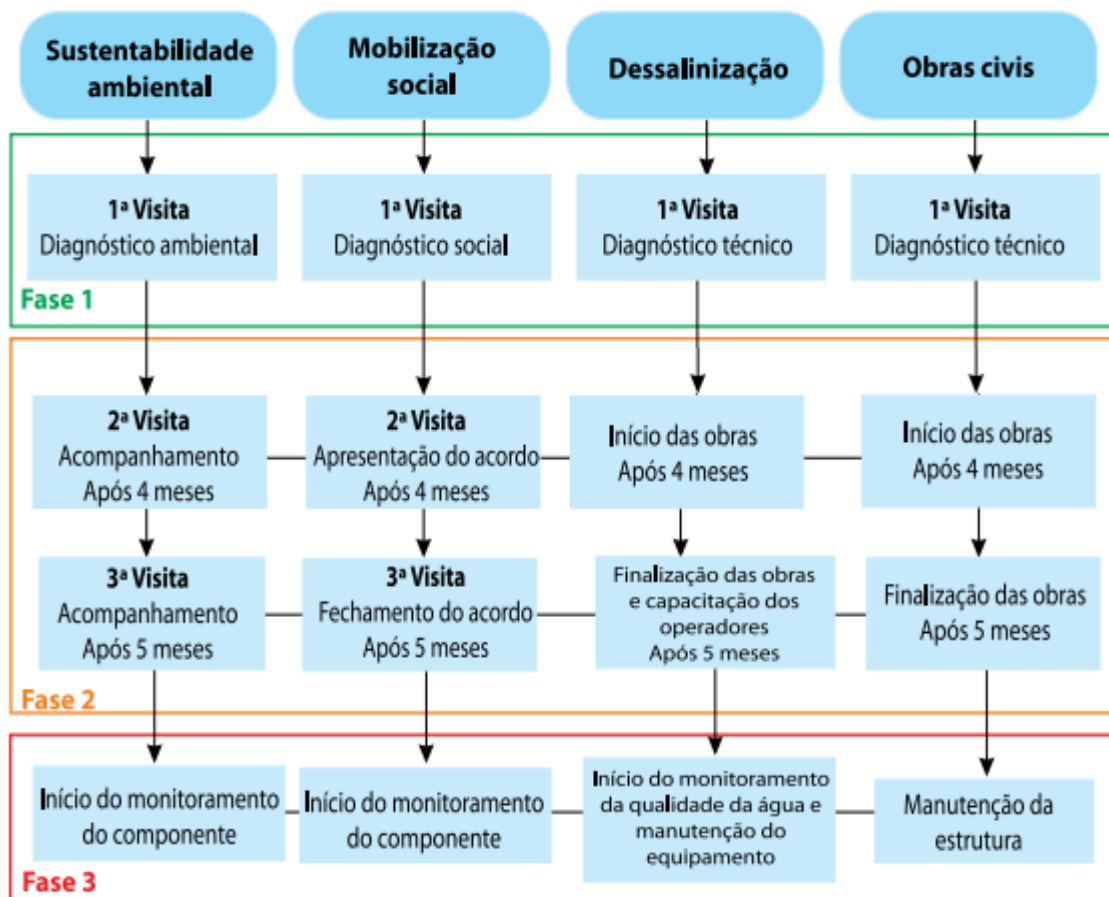 Sustentabilidade
ambiental
Mobilização
social
Dessalinização
Obras civis
1ª Visita
Diagnóstico ambiental
1ª Visita
Diagnóstico social
1ª Visita
Diagnóstico técnico
1ª Visita
Diagnóstico técnico
Fase 1
2ª Visita
Acompanhamento
Após 4 meses
2ª Visita
Apresentação do acordo
Após 4 meses
Início das obras
Após 4 meses
Início das obras
Após 4 meses
3ª Visita
Acompanhamento
Após 5 meses
3ª Visita
Fechamento do acordo
Após 5 meses
Finalização das obras
e capacitação dos
operadores
Após 5 meses
Finalização das obras
Após 5 meses
Fase 2
Início do monitoramento
do componente
Início do monitoramento
do componente
Início do monitoramento
da qualidade da água e
manutenção do
equipamento
Manutenção da
estrutura
Fase 3